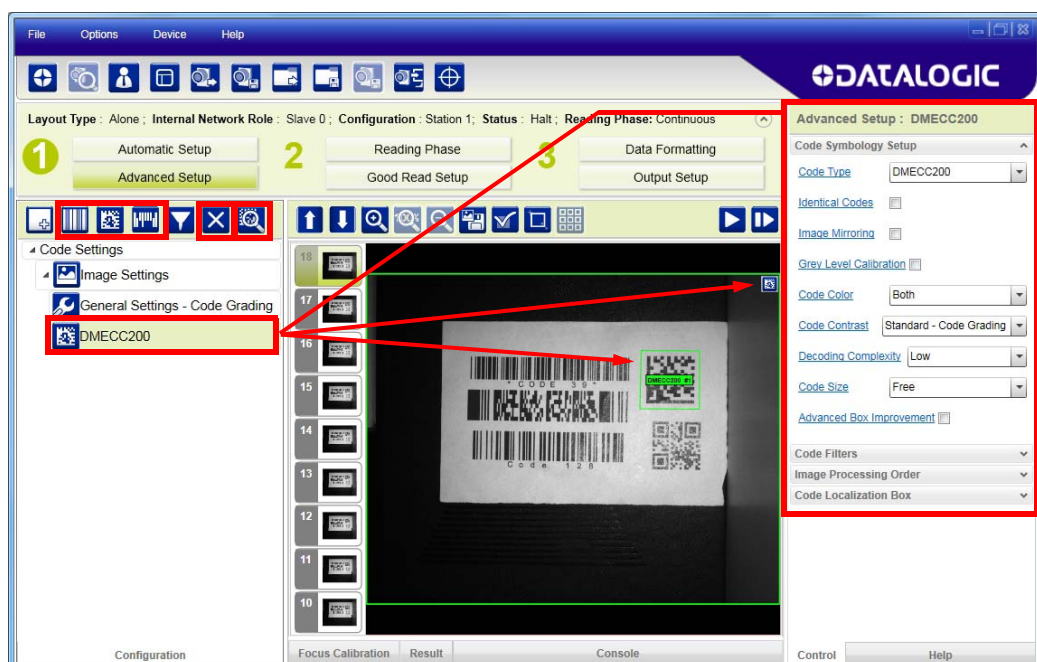 File Options Device Help
DATALOGIC
Layout Type : Alone ; Internal Network Role : Slave 0 ; Configuration : Station 1; Status : Halt ; Reading Phase: Continuous
1 Automatic Setup 2 Reading Phase 3 Data Formatting
Advanced Setup Good Read Setup Output Setup
Code Settings
Image Settings
General Settings - Code Grading
DMECC200
18
17
16
15
14
13
12
11
10
* CODE 39 *
DMECC200 #1
Code 128
Advanced Setup : DMECC200
Code Symbology Setup
Code Type DMECC200
Identical Codes
Image Mirroring
Grey Level Calibration
Code Color Both
Code Contrast Standard - Code Grading
Decoding Complexity Low
Code Size Free
Advanced Box Improvement
Code Filters
Image Processing Order
Code Localization Box
Configuration Focus Calibration Result Console Control Help